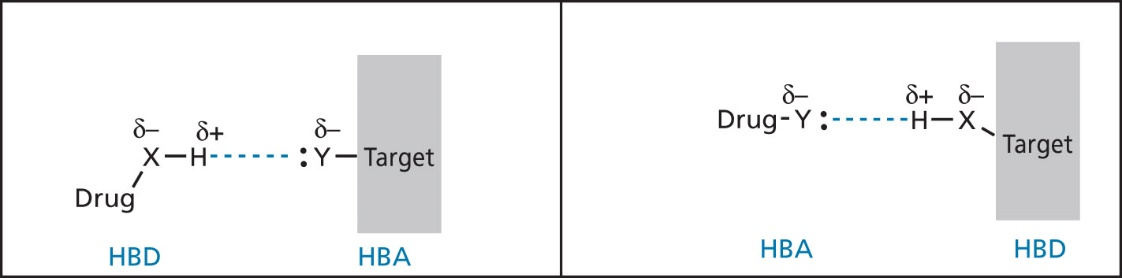 δ– δ+ δ–
X–H :Y–Target
Drug
HBD HBA
δ– δ+ δ–
Drug-Y: H–X
Target
HBA HBD